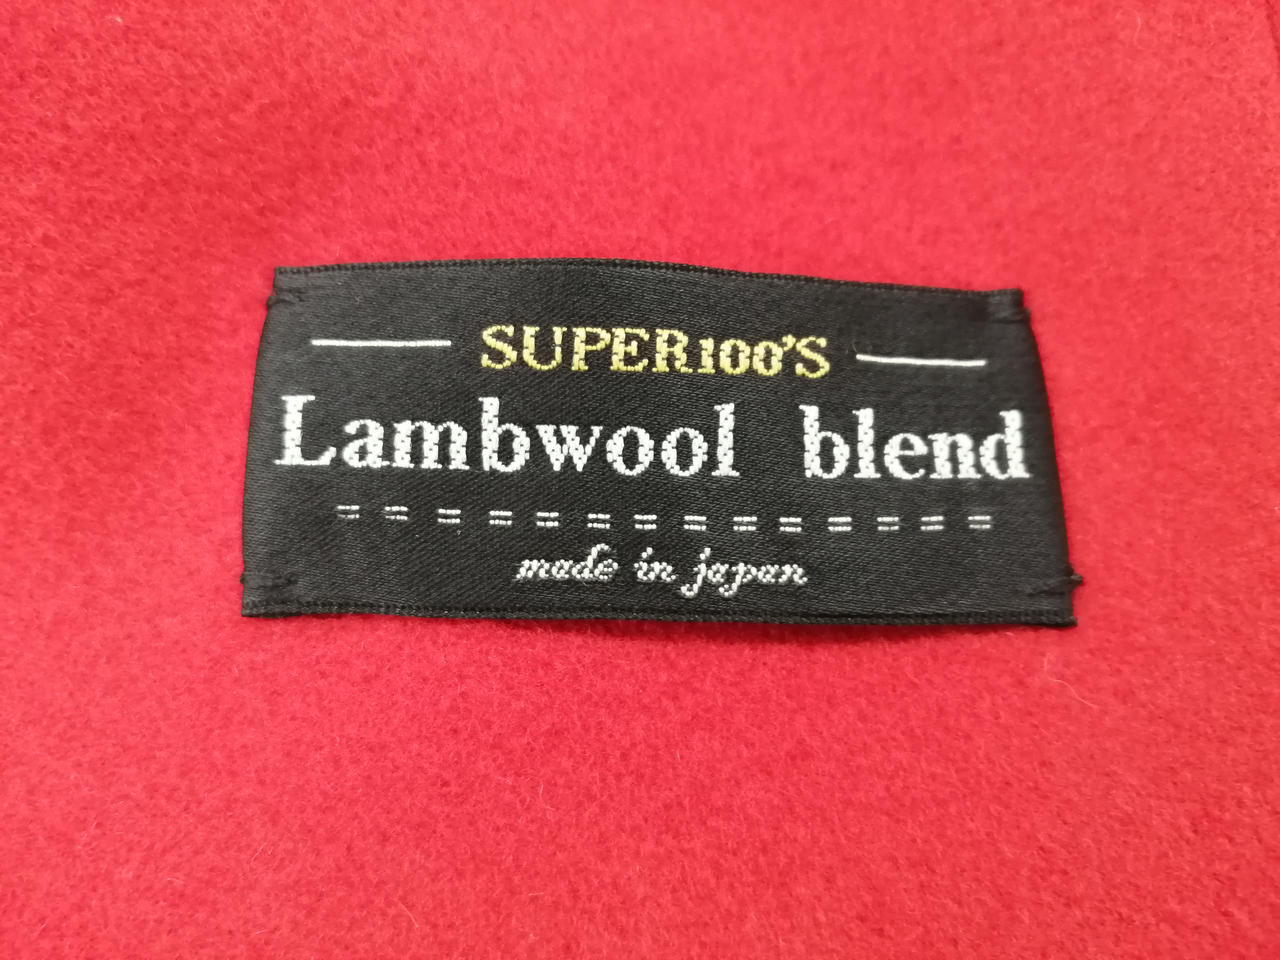 SUPER100'S
Lambwool blend
made in japan